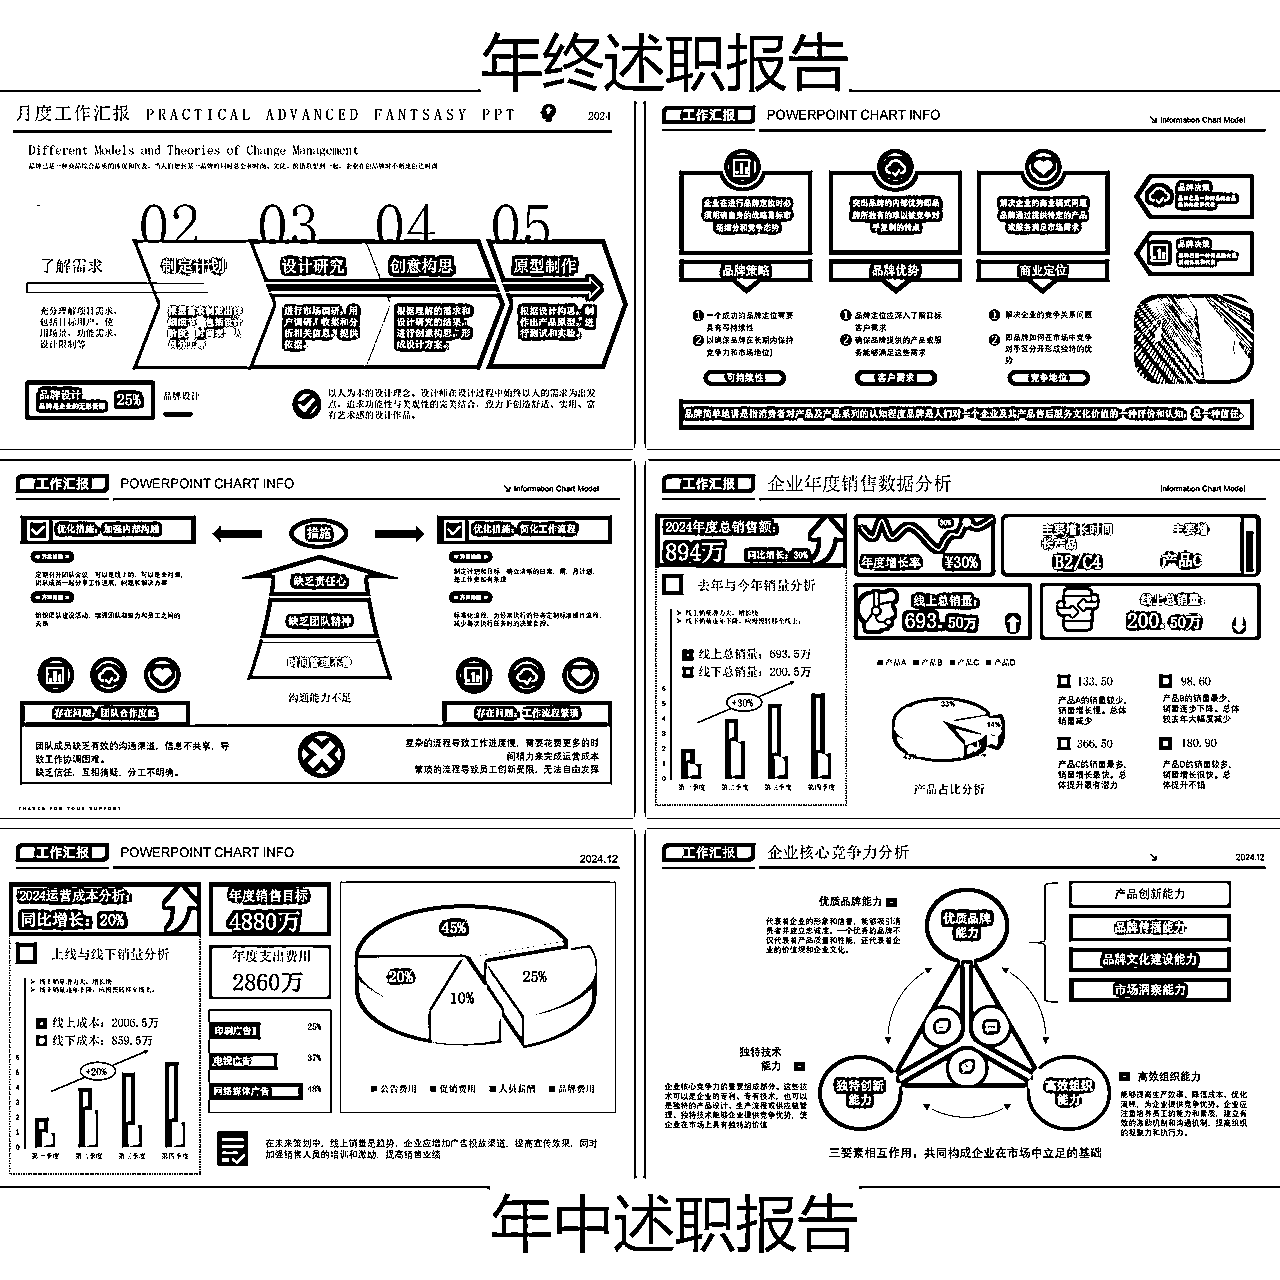 年终述职报告
月度工作汇报 PRACTICAL ADVANCED FANTSASY PPT
2024
Different Models and Theories of Change Management
02
03
04
05
了解需求
制定计划
设计研究
创意构思
原型制作
充分理解项目需求,
包括目标用户、使
用场景、功能需求、
设计限制等
进行市场调研、用
户调研,收集和分
析相关信息,提供
依据。
根据理解的需求和
设计研究的结果,
进行创意构思,形
成设计方案。
根据设计构思,制
作出产品原型,进
行测试和实验。
品牌设计
25%
品牌设计
以人为本的设计理念。设计师在设计过程中始终以人的需求为出发
点,追求功能性与美观性的完美结合,致力于创造舒适、实用、富
有艺术感的设计作品。
工作汇报
POWERPOINT CHART INFO
Information Chart Model
企业在进行品牌定位时必
须明确自身的战略目标市
场细分和竞争态势
突出品牌的内部优势即品
牌所独有的难以被竞争对
手复制的特点
解决企业的商业模式问题
品牌通过提供特定的产品
或服务满足市场需求
品牌决策
品牌决策
品牌策略
品牌优势
商业定位
1 一个成功的品牌定位需要
具有可持续性
2 以确保品牌在长期内保持
竞争力和市场地位)
1 品牌定位应深入了解目标
客户需求
2 确保品牌提供的产品或服
务能够满足这些需求
1 解决企业的竞争关系问题
2 即品牌如何在市场中竞争
对手区分开形成独特的优
势
可持续性
客户需求
竞争地位
品牌简单地讲是指消费者对产品及产品系列的认知程度品牌是人们对一个企业及其产品售后服务文化价值的一种评价和认知,是一种信任。
工作汇报
POWERPOINT CHART INFO
Information Chart Model
优化措施:加强内部沟通
措施
优化措施:简化工作流程
缺乏责任心
缺乏团队精神
时间管理不善
沟通能力不足
存在问题:团队合作度低
存在问题:工作流程繁琐
团队成员缺乏有效的沟通渠道,信息不共享,导
致工作协调困难。
缺乏信任,互相猜疑,分工不明确。
复杂的流程导致工作进度慢,需要花费更多的时
间精力来完成运营成本
繁琐的流程导致员工创新受限,无法自由发挥
THANKS FOR YOUR SUPPORT
工作汇报
企业年度销售数据分析
Information Chart Model
2024年度总销售额:
894万
同比增长:30%
30%
年度增长率
¥30%
主要增长时间
B2/C4
主要增
长产品
产品C
去年与今年销量分析
线上总销量:693.5万
线下总销量:200.5万
+30%
6
5
4
3
2
1
0
第一季度
第二季度
第三季度
第四季度
线上总销量:
693.50万
线上总销量:
200.50万
产品A
产品B
产品C
产品D
33%
14%
产品占比分析
133.50
产品A的销量较少,
销量增长慢。总体
销量减少
98.60
产品B的销量最少,
销量逐步下降。总体
较去年大幅度减少
366.50
产品C的销量最多,
销量增长最快。总
体提升最有潜力
180.90
产品D的销量较多,
销量增长很快。总
体提升不错
工作汇报
POWERPOINT CHART INFO
2024.12
2024运营成本分析:
同比增长:20%
上线与线下销量分析
线上成本:2006.5万
线下成本:859.5万
+20%
6
5
4
3
2
1
0
第一季度
第二季度
第三季度
第四季度
年度销售目标
4880万
年度支出费用
2860万
印刷广告
25%
电视广告
37%
网络媒体广告
48%
45%
20%
10%
25%
公告费用
促销费用
人员薪酬
品牌费用
在未来策划中,线上销量是趋势,企业应增加广告投放渠道,提高宣传效果,同时
加强销售人员的培训和激励,提高销售业绩
工作汇报
企业核心竞争力分析
2024.12
优质品牌能力
代表着企业的形象和信誉,能够吸引消
费者并建立忠诚度。一个优秀的品牌不
仅代表着产品质量和性能,还代表着企
业的价值观和企业文化。
优质品牌
能力
产品创新能力
品牌传播能力
品牌文化建设能力
市场洞察能力
独特技术
能力
企业核心竞争力的重要组成部分。这些技
术可以是企业的专利、专有技术,也可以
是独特的产品设计、生产流程或供应链管
理。独特技术能够企业提供竞争优势,使
企业在市场上具有独特的价值
独特创新
能力
高效组织
能力
高效组织能力
能够提高生产效率、降低成本、优化
流程,为企业提供竞争优势。企业应
注重培养员工的能力和素质,建立有
效的激励机制和沟通机制,提高组织
的凝聚力和执行力。
三要素相互作用,共同构成企业在市场中立足的基础
年中述职报告